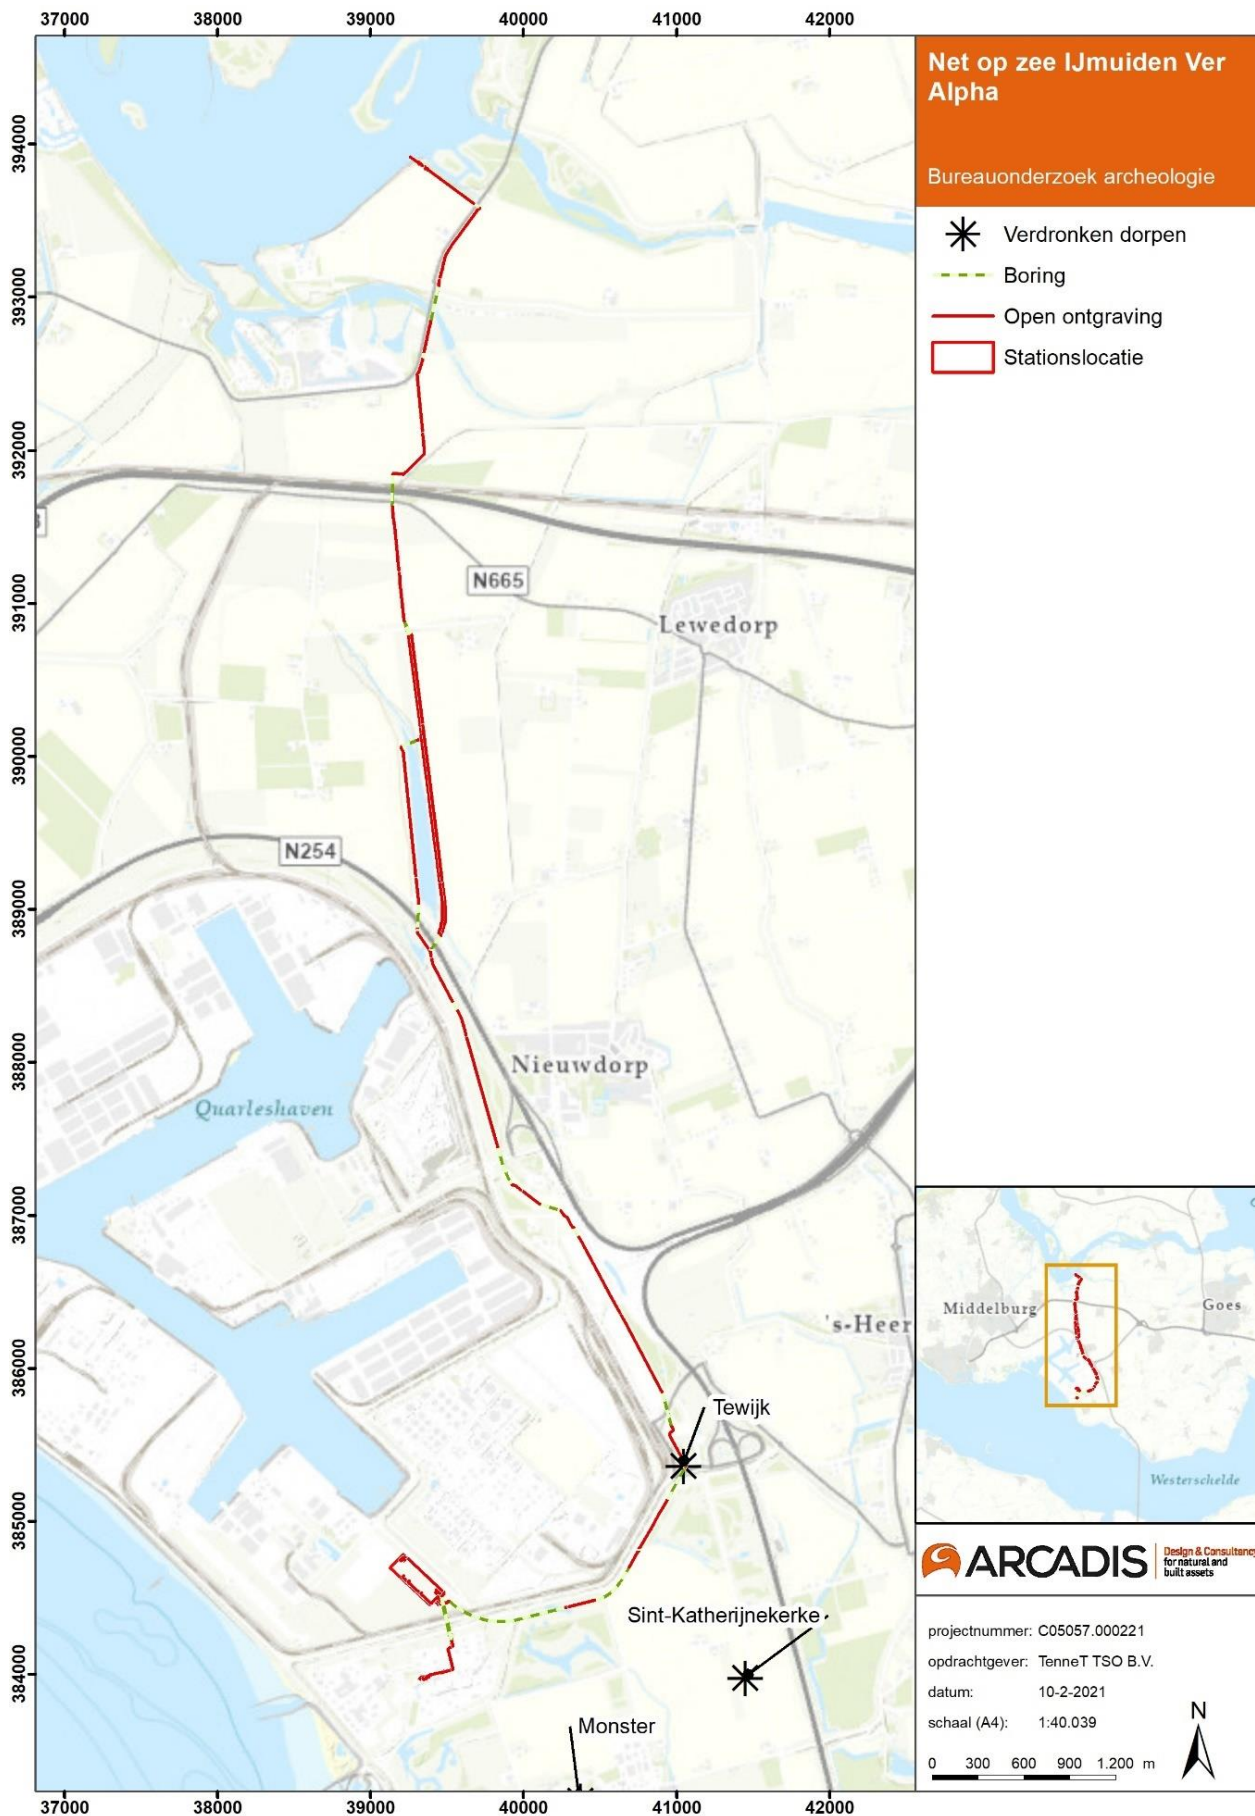 37000 38000 39000 40000 41000 42000
394000
393000
392000
391000
390000
389000
388000
387000
386000
385000
384000
N665
Lewedorp
N254
Nieuwdorp
Quarleshaven
's-Heer
Tewijk
Sint-Katherijnekerke
Monster
37000 38000 39000 40000 41000 42000
Net op zee IJmuiden Ver
Alpha
Bureauonderzoek archeologie
Verdronken dorpen
Boring
Open ontgraving
Stationslocatie
Middelburg
Goes
Westerschelde
ARCADIS
Design & Consultancy
for natural and
built assets
projectnummer: C05057.000221
opdrachtgever: TenneT TSO B.V.
datum: 10-2-2021
schaal (A4): 1:40.039
N
0 300 600 900 1.200 m